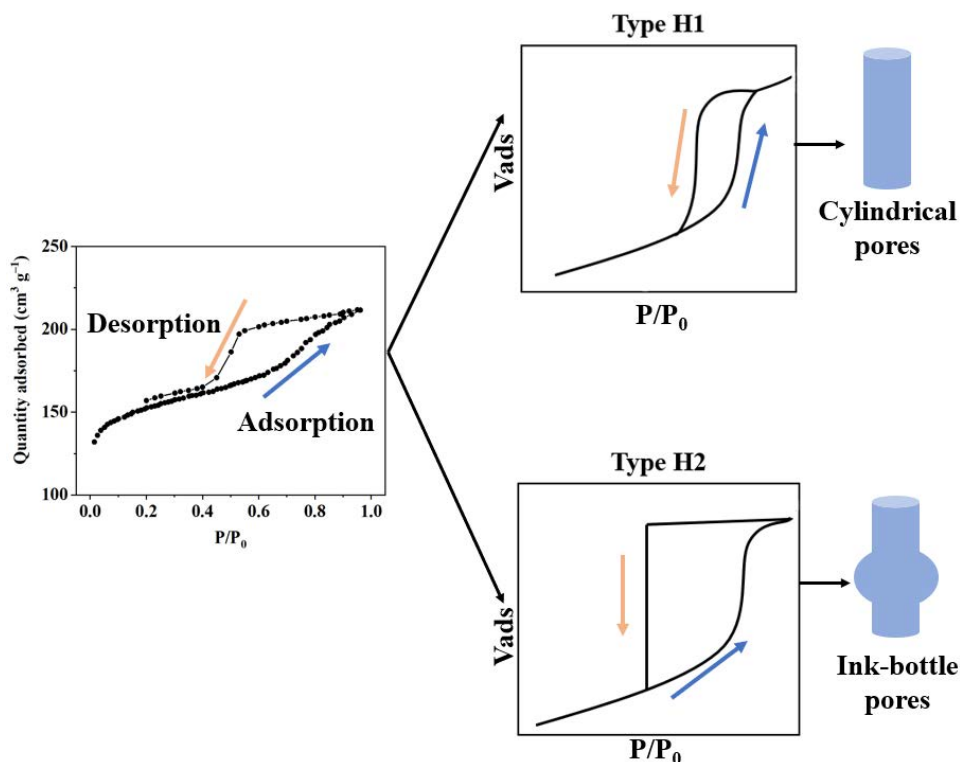 Type H1
Vads
P/P₀
Cylindrical
pores
250
200
150
100
Quantity adsorbed (cm³ g⁻¹)
Desorption
Adsorption
0.0 0.2 0.4 0.6 0.8 1.0
P/P₀
Type H2
Vads
P/P₀
Ink-bottle
pores